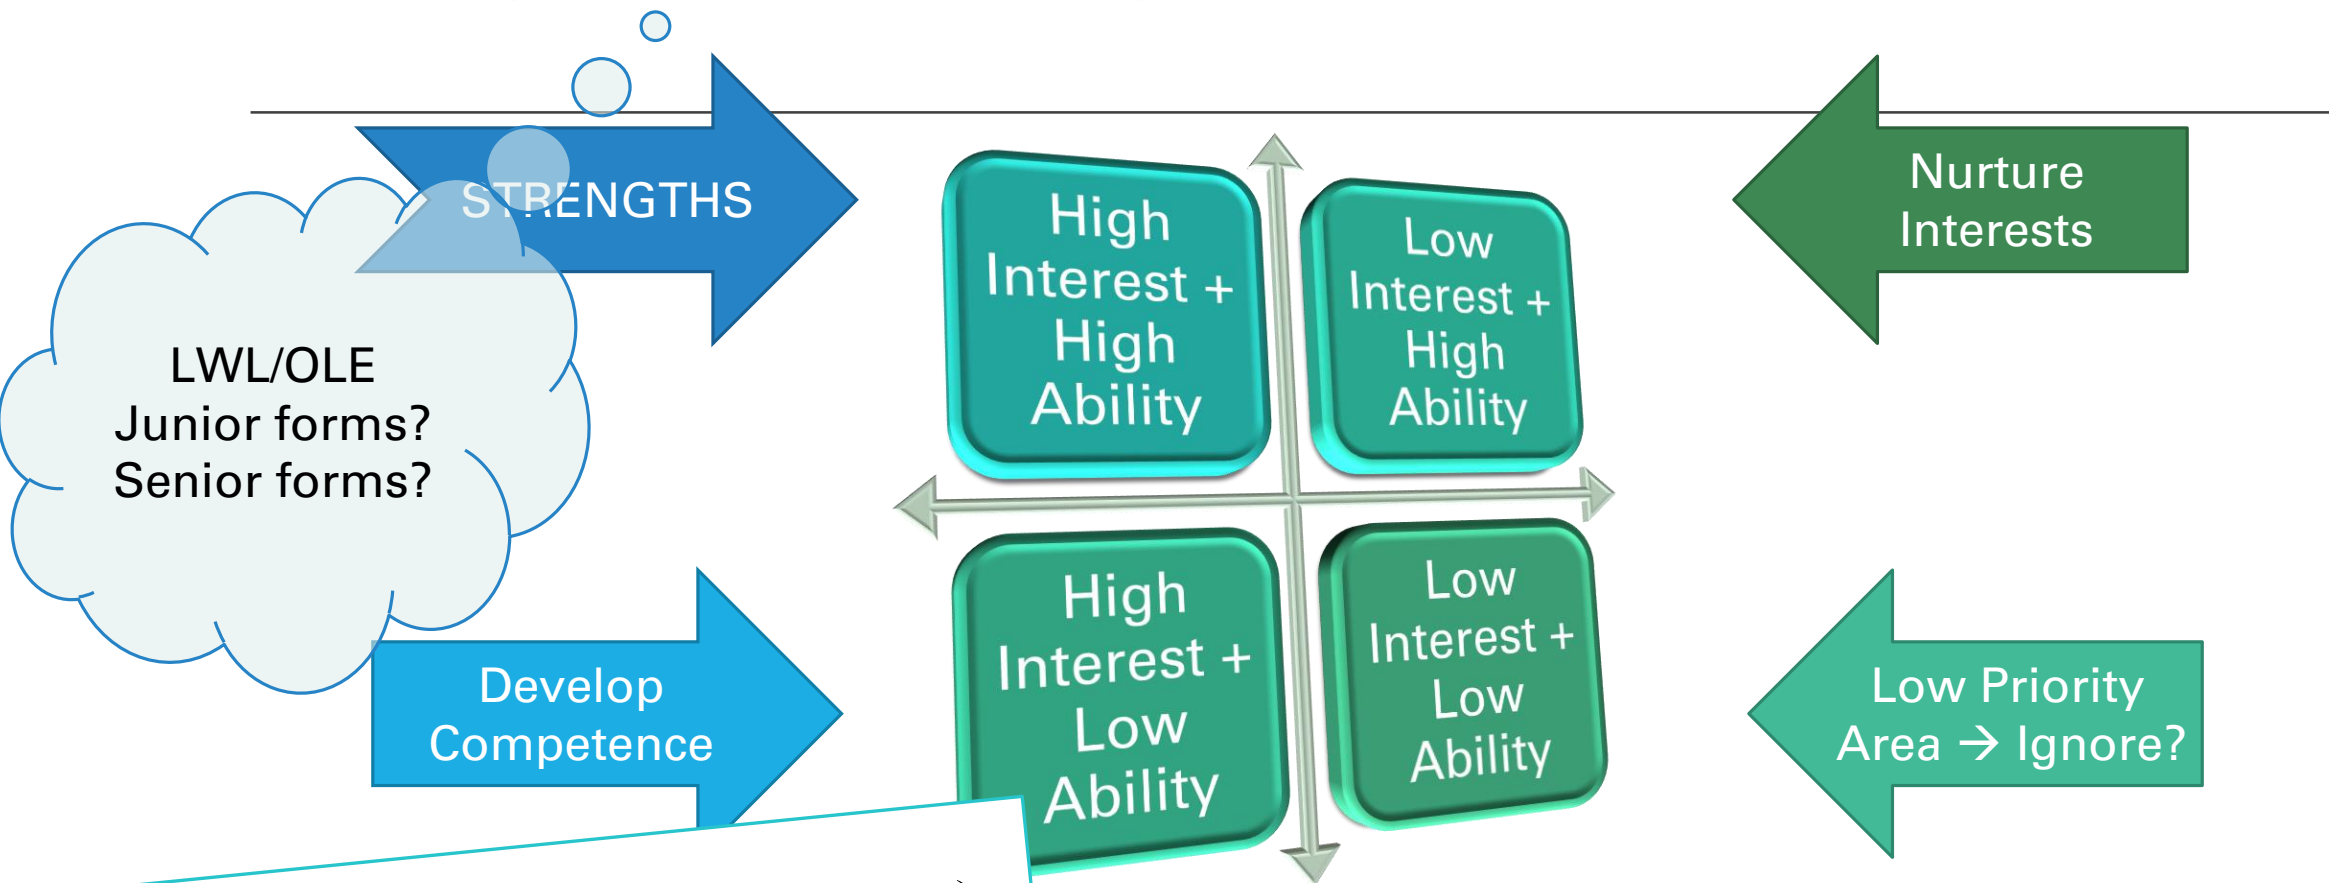 STRENGTHS
LWL/OLE
Junior forms?
Senior forms?
Develop
Competence
High
Interest +
High
Ability
Low
Interest +
High
Ability
High
Interest +
Low
Ability
Low
Interest +
Low
Ability
Nurture
Interests
Low Priority
Area → Ignore?